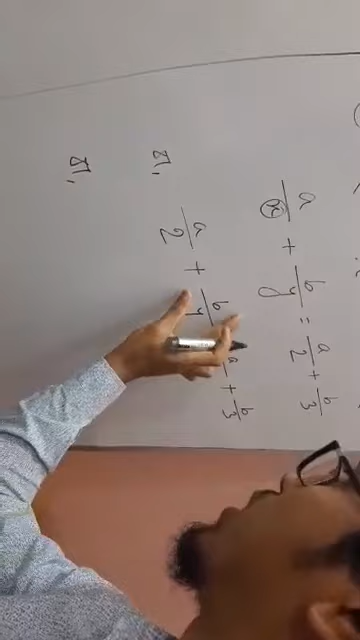 a/x + b/y = a/2 + b/3
বা, a/2 + b/y a + b/3
বা,